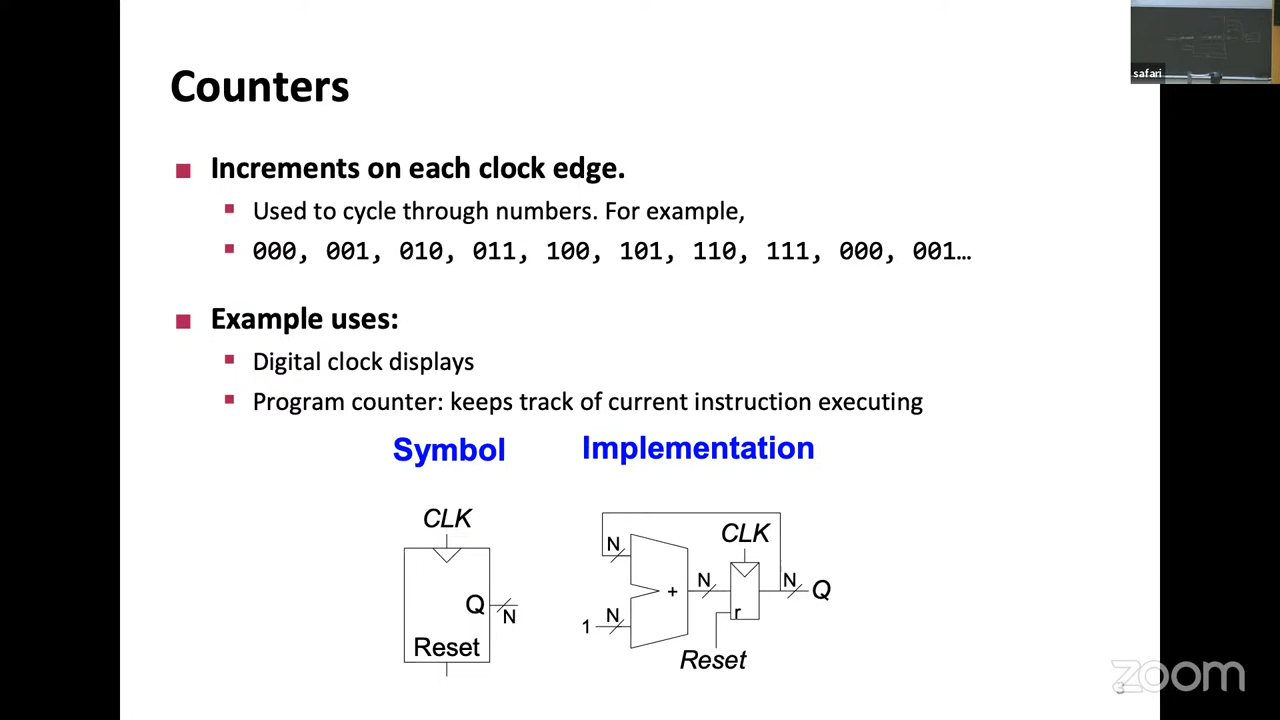 safari
Counters
Increments on each clock edge.
Used to cycle through numbers. For example,
000, 001, 010, 011, 100, 101, 110, 111, 000, 001…
Example uses:
Digital clock displays
Program counter: keeps track of current instruction executing
Symbol
Implementation
CLK
Q
N
Reset
N
1
N
+
N
CLK
r
Reset
N
Q
zoom